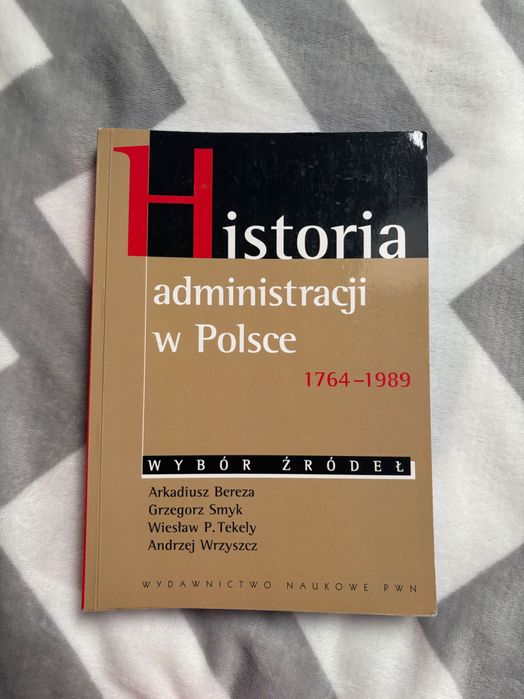 Historia
administracji
w Polsce
1764–1989
WYBÓR ŹRÓDEŁ
Arkadiusz Bereza
Grzegorz Smyk
Wiesław P. Tekely
Andrzej Wrzyszcz
WYDAWNICTWO NAUKOWE PWN